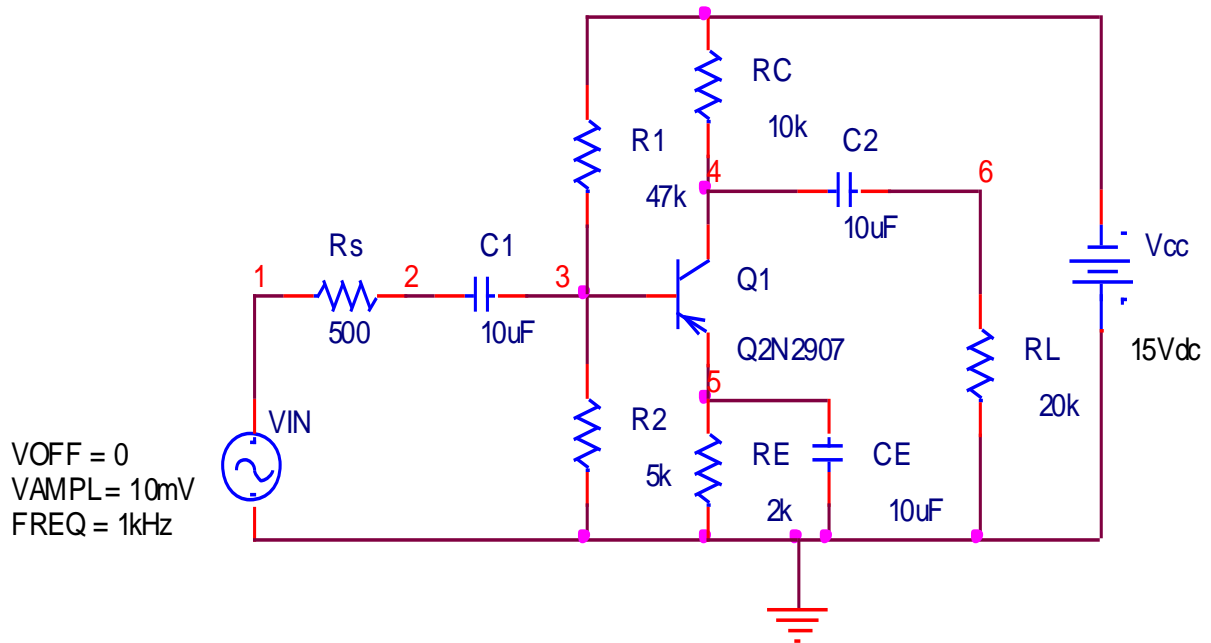 RC
10k
R1
47k
4
C2
10uF
6
Vcc
15Vdc
1
Rs
500
2
C1
10uF
3
Q1
Q2N2907
5
RL
20k
VIN
VOFF = 0
VAMPL = 10mV
FREQ = 1kHz
R2
5k
RE
2k
CE
10uF